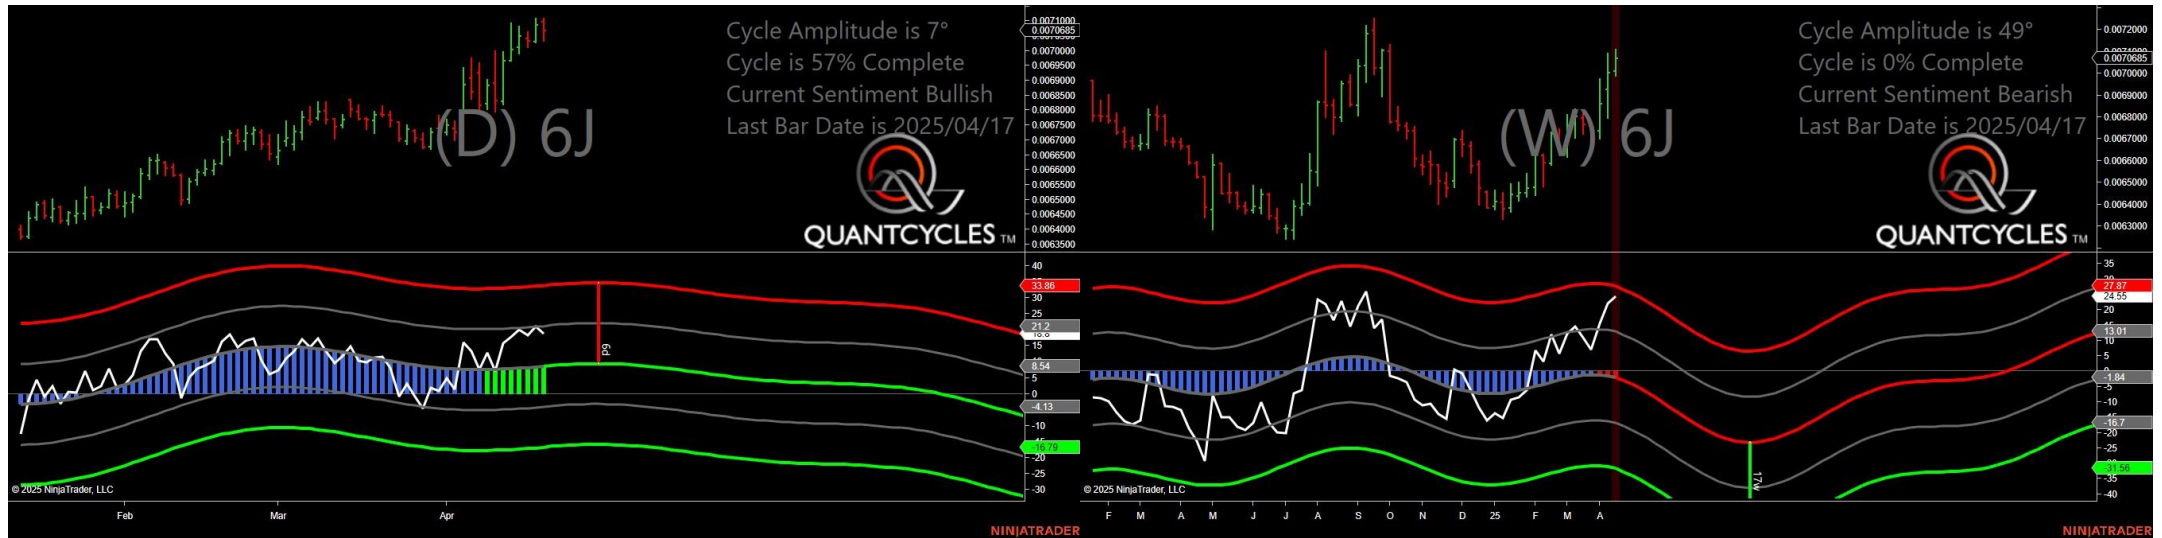 Cycle Amplitude is 7°
Cycle is 57% Complete
Current Sentiment Bullish
Last Bar Date is 2025/04/17
(D) 6J
QUANTCYCLES TM
0.0071000
0.0070685
0.0070000
0.0069500
0.0069000
0.0068500
0.0068000
0.0067500
0.0067000
0.0066500
0.0066000
0.0065500
0.0065000
0.0064500
0.0064000
0.0063500
40
33.86
30
25
21.2
15
8.54
5
0
-4.13
-10
-16.79
-20
-25
-30
6d
© 2025 NinjaTrader, LLC
Feb Mar Apr
NINJATRADER
Cycle Amplitude is 49°
Cycle is 0% Complete
Current Sentiment Bearish
Last Bar Date is 2025/04/17
(W) 6J
QUANTCYCLES TM
0.0072000
0.0070685
0.0070000
0.0069000
0.0068000
0.0067000
0.0066000
0.0065000
0.0064000
0.0063000
35
27.87
24.55
13.01
10
5
-1.84
-5
-10
-16.7
-20
-25
-31.56
-35
-40
17w
© 2025 NinjaTrader, LLC
F M A M J J A S O N D 25 F M A
NINJATRADER